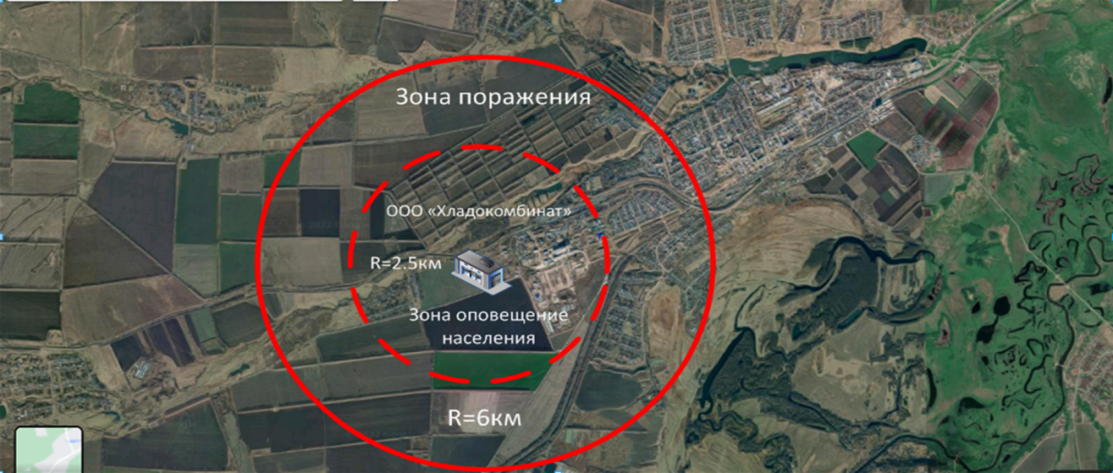 Зона поражения
ООО «Хладокомбинат»
R=2.5км
Зона оповещение
населения
R=6км